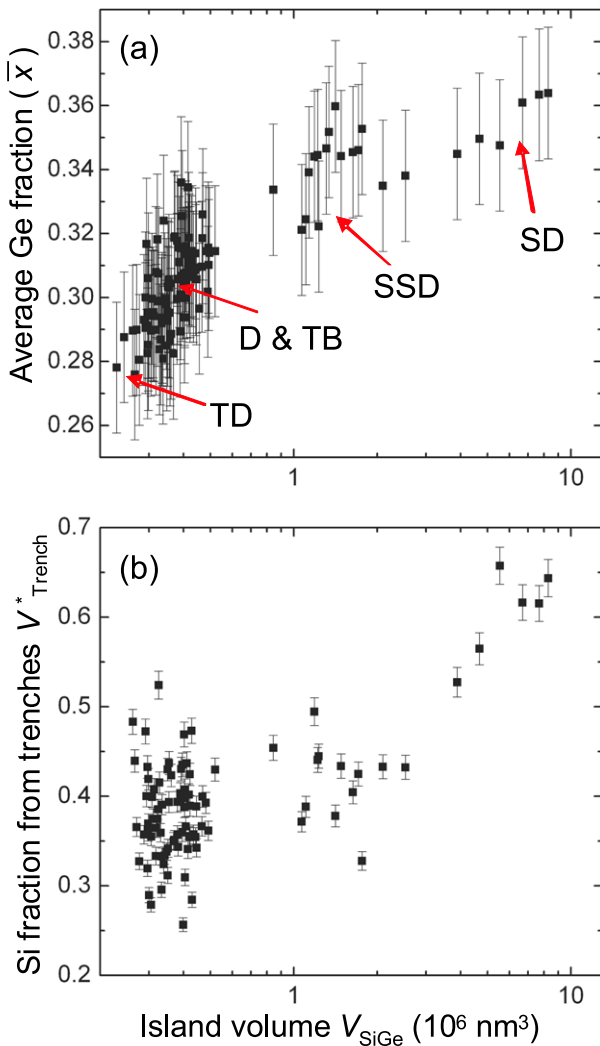 (a)
Average Ge fraction ( x̄ )
0.38
0.36
0.34
0.32
0.30
0.28
0.26
SD
SSD
D & TB
TD
1
10
(b)
Si fraction from trenches V*Trench
0.7
0.6
0.5
0.4
0.3
0.2
1
10
Island volume VSiGe (10⁶ nm³)